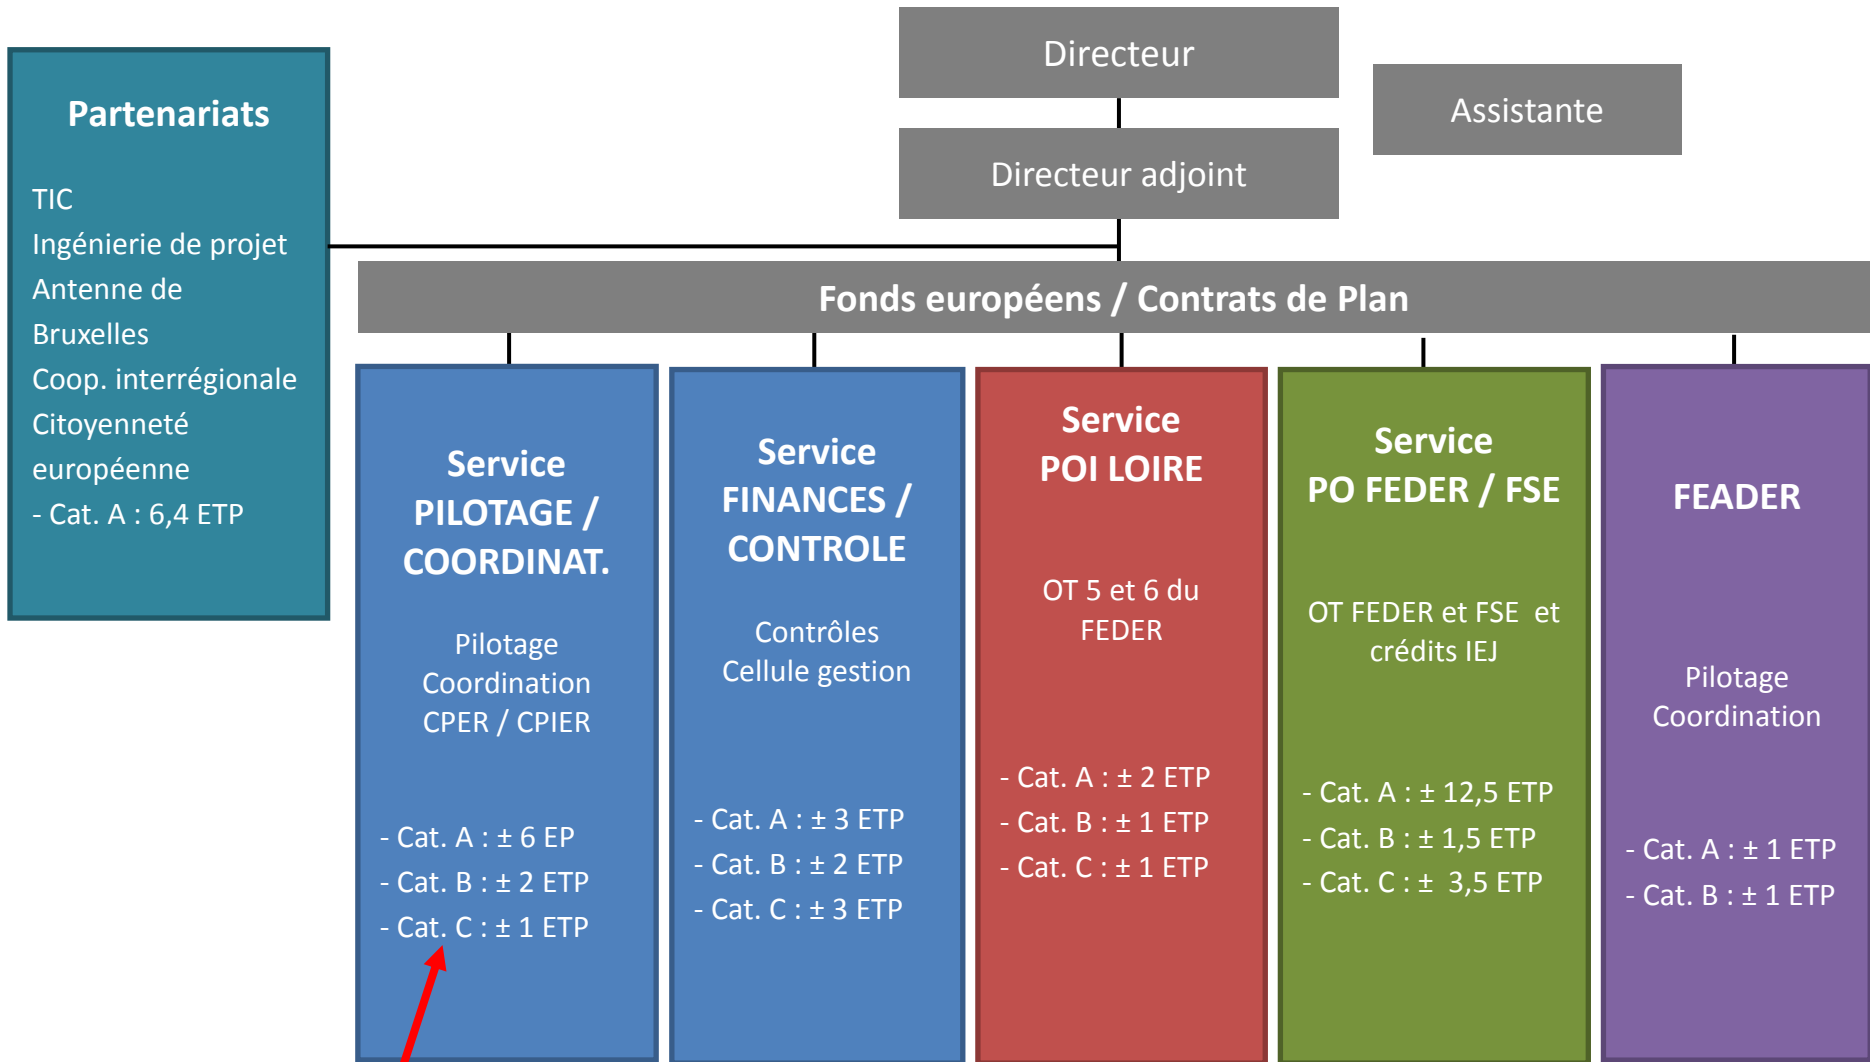 Directeur
Assistante
Directeur adjoint
Partenariats
TIC
Ingénierie de projet
Antenne de
Bruxelles
Coop. interrégionale
Citoyenneté
européenne
- Cat. A : 6,4 ETP
Fonds européens / Contrats de Plan
Service
PILOTAGE /
COORDINAT.
Pilotage
Coordination
CPER / CPIER
- Cat. A : ± 6 EP
- Cat. B : ± 2 ETP
- Cat. C : ± 1 ETP
Service
FINANCES /
CONTROLE
Contrôles
Cellule gestion
- Cat. A : ± 3 ETP
- Cat. B : ± 2 ETP
- Cat. C : ± 3 ETP
Service
POI LOIRE
OT 5 et 6 du
FEDER
- Cat. A : ± 2 ETP
- Cat. B : ± 1 ETP
- Cat. C : ± 1 ETP
Service
PO FEDER / FSE
OT FEDER et FSE et
crédits IEJ
- Cat. A : ± 12,5 ETP
- Cat. B : ± 1,5 ETP
- Cat. C : ± 3,5 ETP
FEADER
Pilotage
Coordination
- Cat. A : ± 1 ETP
- Cat. B : ± 1 ETP